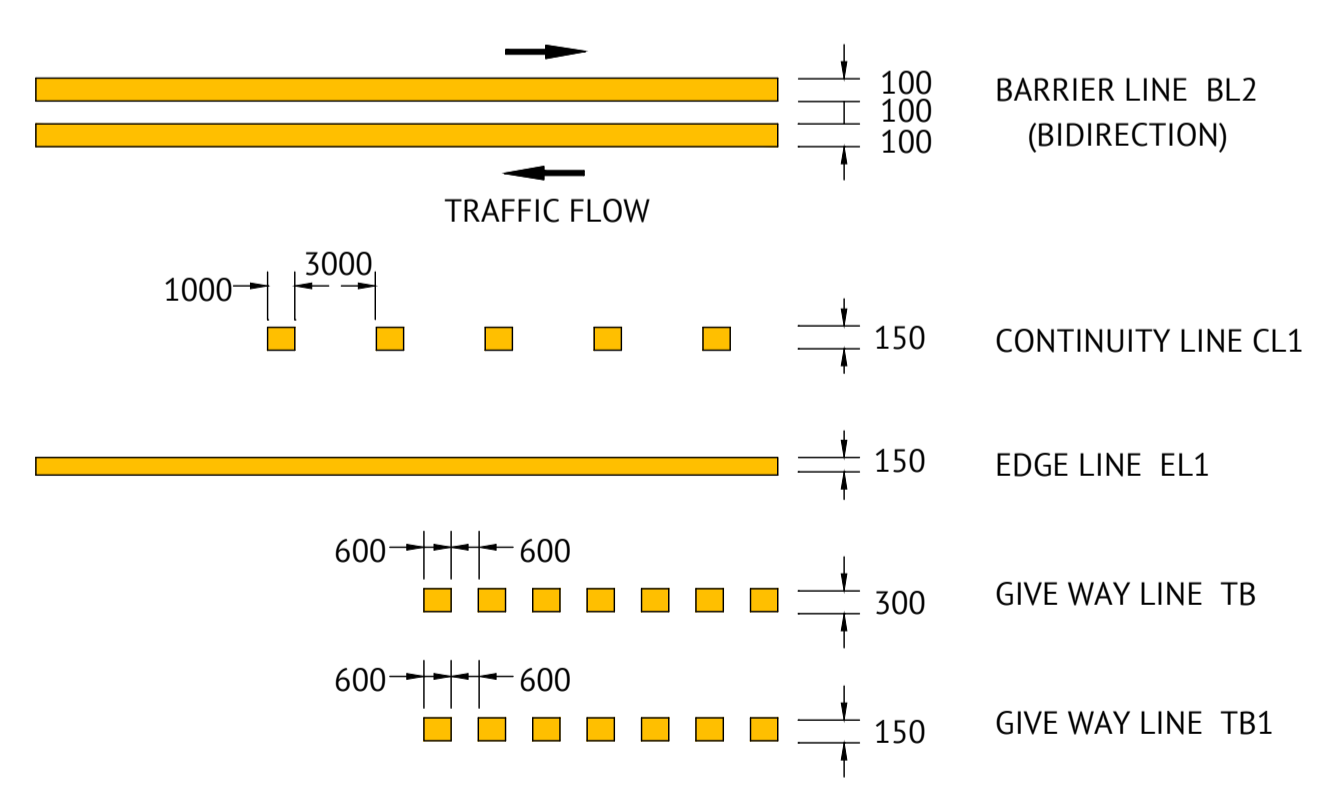 100
100
100
BARRIER LINE BL2
(BIDIRECTION)
TRAFFIC FLOW
1000
3000
150
CONTINUITY LINE CL1
150
EDGE LINE EL1
600
600
300
GIVE WAY LINE TB
600
600
150
GIVE WAY LINE TB1